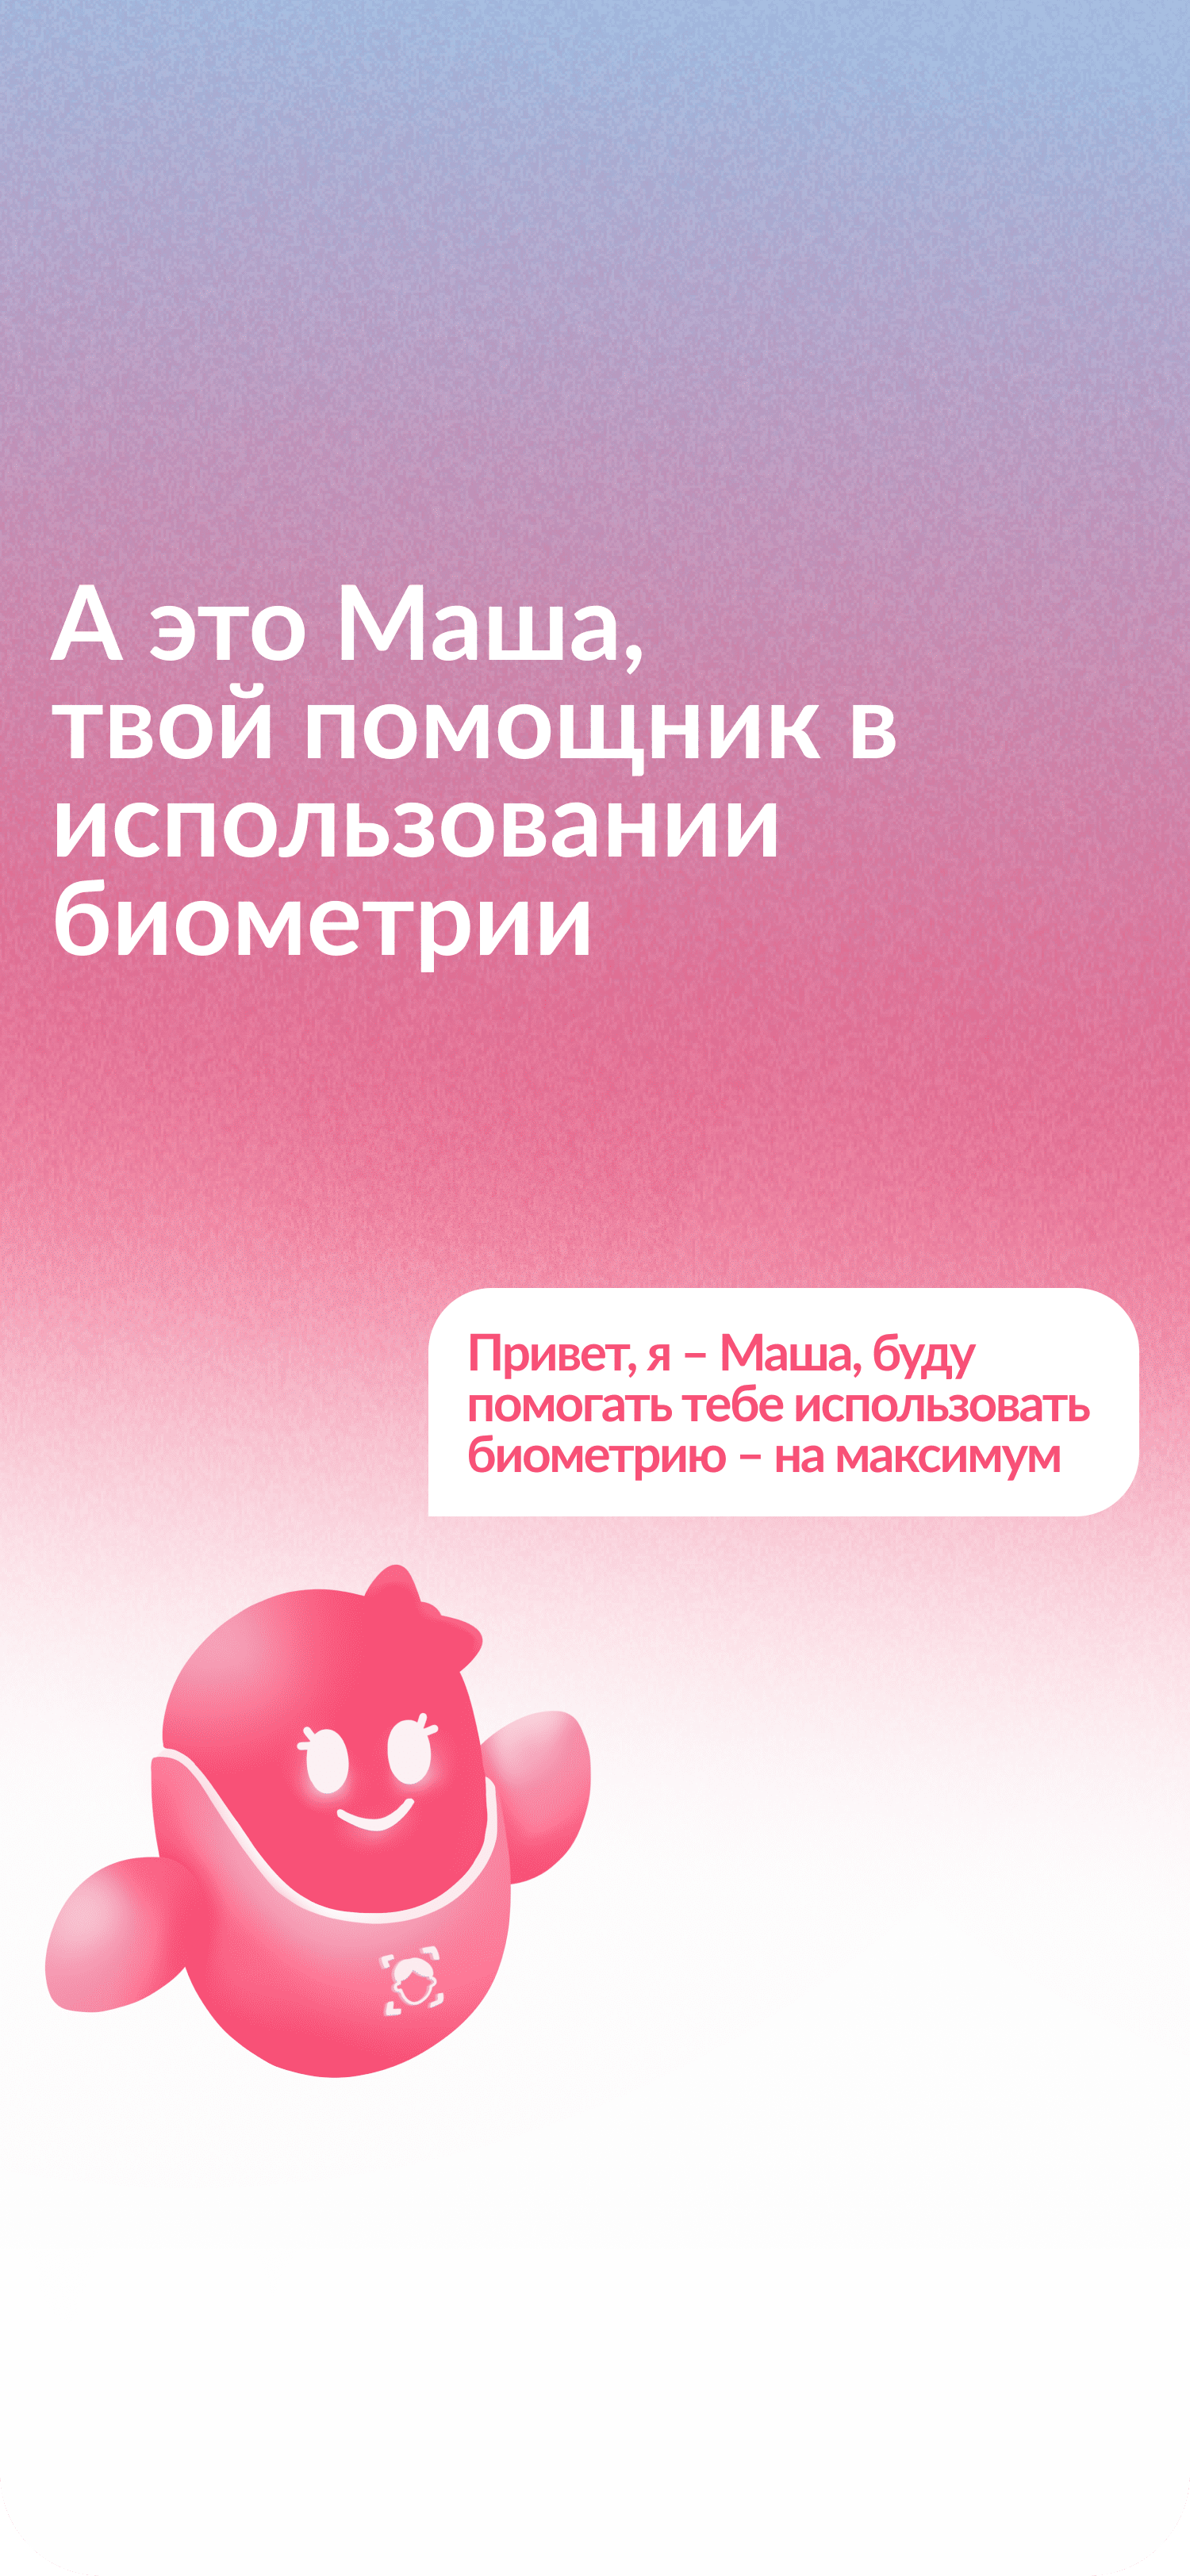 А это Маша,
твой помощник в
использовании
биометрии
Привет, я – Маша, буду
помогать тебе использовать
биометрию – на максимум